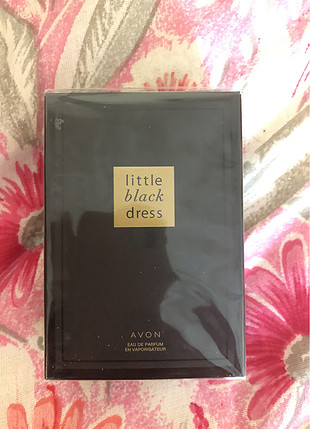 little
black
dress
AVON
EAU DE PARFUM
EN VAPORISATEUR